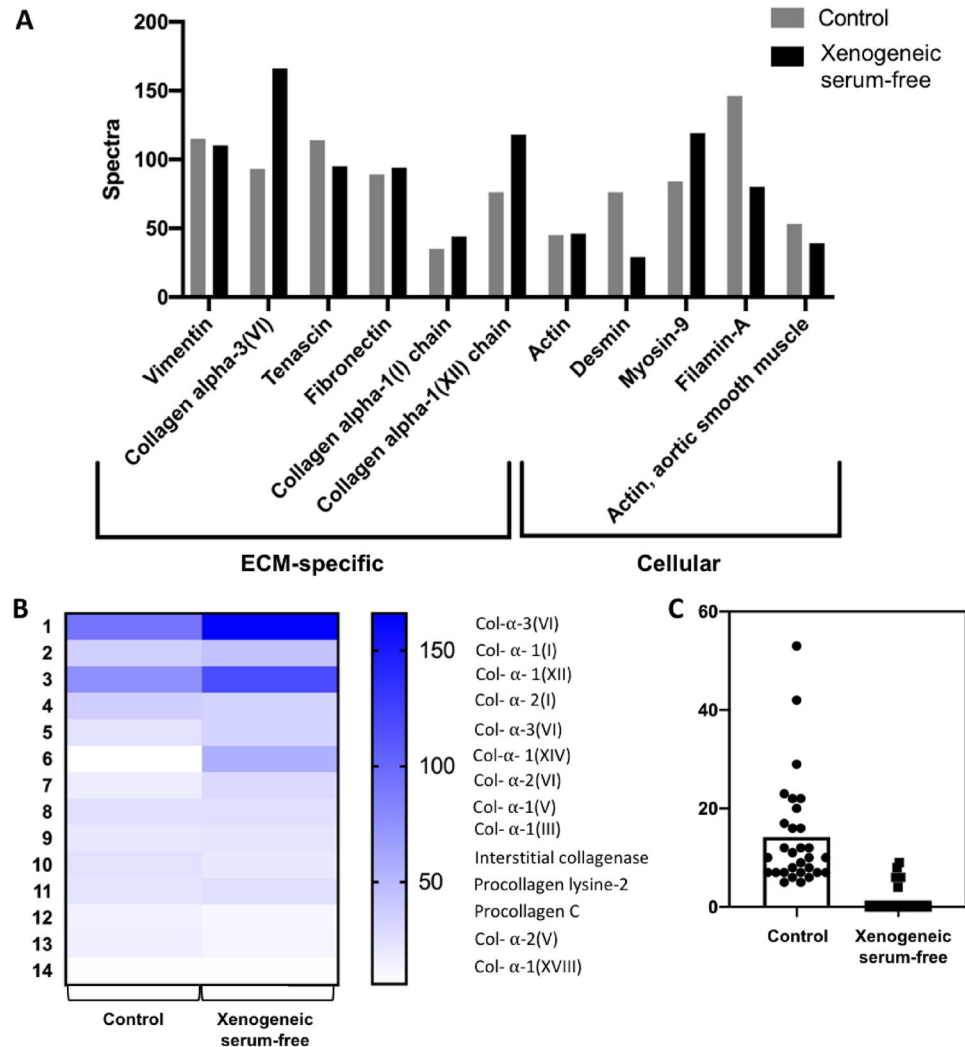 A
Control
Xenogeneic
serum-free
Spectra
200
150
100
50
0
Vimentin
Collagen alpha-3(VI)
Tenascin
Fibronectin
Collagen alpha-1(I) chain
Collagen alpha-1(XII) chain
Actin
Desmin
Myosin-9
Filamin-A
Actin, aortic smooth muscle
ECM-specific
Cellular
B
1
2
3
4
5
6
7
8
9
10
11
12
13
14
Control
Xenogeneic
serum-free
150
100
50
Col-α-3(VI)
Col- α- 1(I)
Col- α- 1(XII)
Col- α- 2(I)
Col- α-3(VI)
Col-α- 1(XIV)
Col- α-2(VI)
Col- α-1(V)
Col- α-1(III)
Interstitial collagenase
Procollagen lysine-2
Procollagen C
Col- α-2(V)
Col- α-1(XVIII)
C
60
40
20
0
Control
Xenogeneic
serum-free